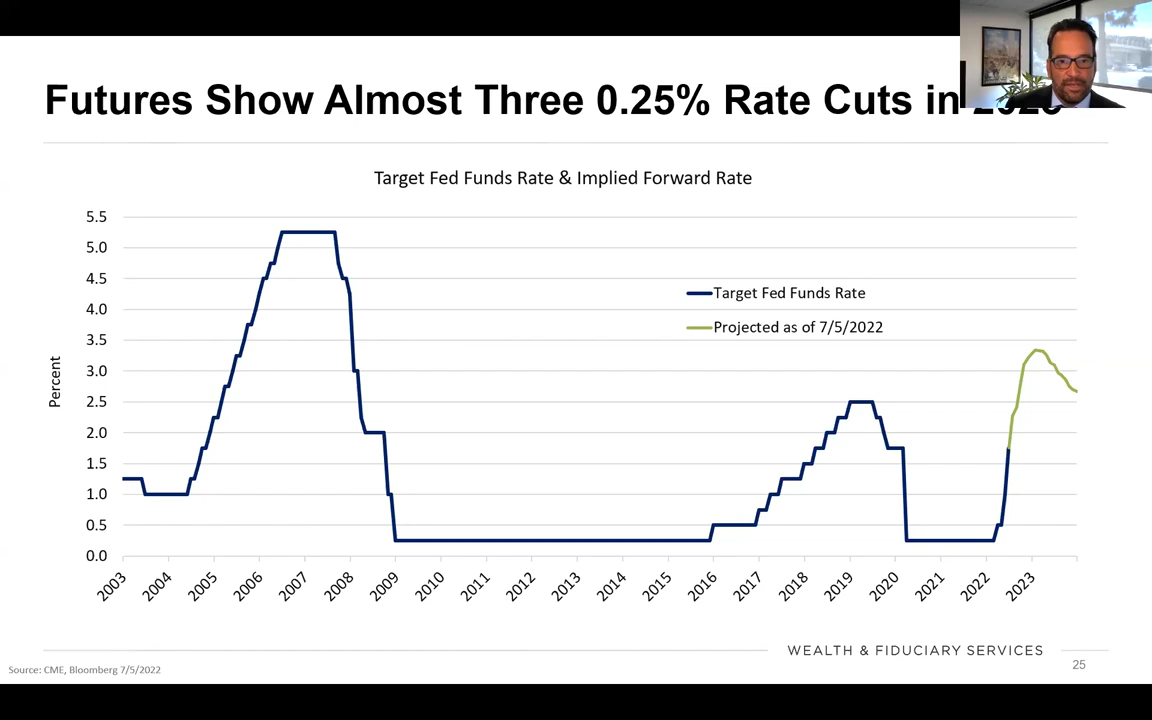 Futures Show Almost Three 0.25% Rate Cuts in
Target Fed Funds Rate & Implied Forward Rate
5.5
5.0
4.5
4.0
3.5
3.0
2.5
2.0
1.5
1.0
0.5
0.0
Percent
Target Fed Funds Rate
Projected as of 7/5/2022
2003 2004 2005 2006 2007 2008 2009 2010 2011 2012 2013 2014 2015 2016 2017 2018 2019 2020 2021 2022 2023
WEALTH & FIDUCIARY SERVICES
25
Source: CME, Bloomberg 7/5/2022